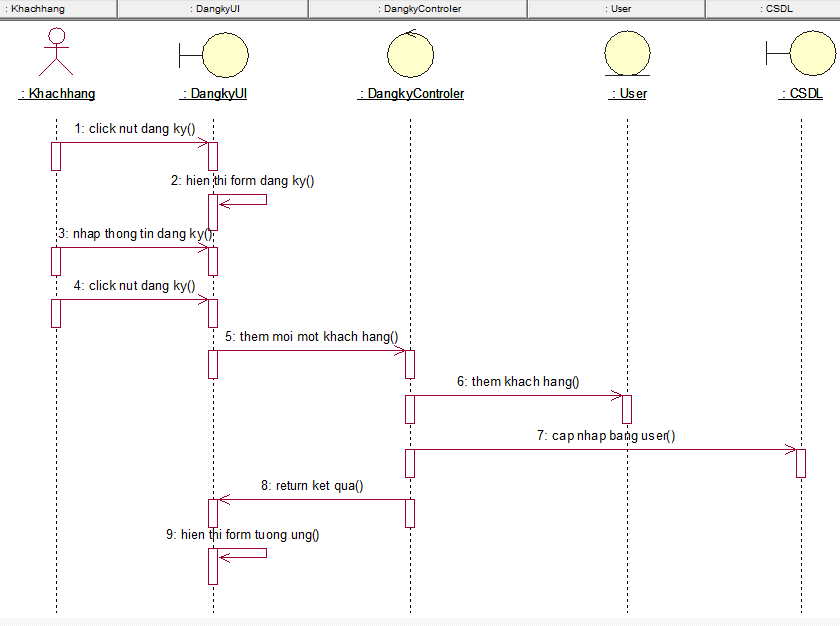 : Khachhang
: DangkyUI
: DangkyControler
: User
: CSDL
: Khachhang
: DangkyUI
: DangkyControler
: User
: CSDL
1: click nut dang ky()
2: hien thi form dang ky()
3: nhap thong tin dang ky()
4: click nut dang ky()
5: them moi mot khach hang()
6: them khach hang()
7: cap nhap bang user()
8: return ket qua()
9: hien thi form tuong ung()